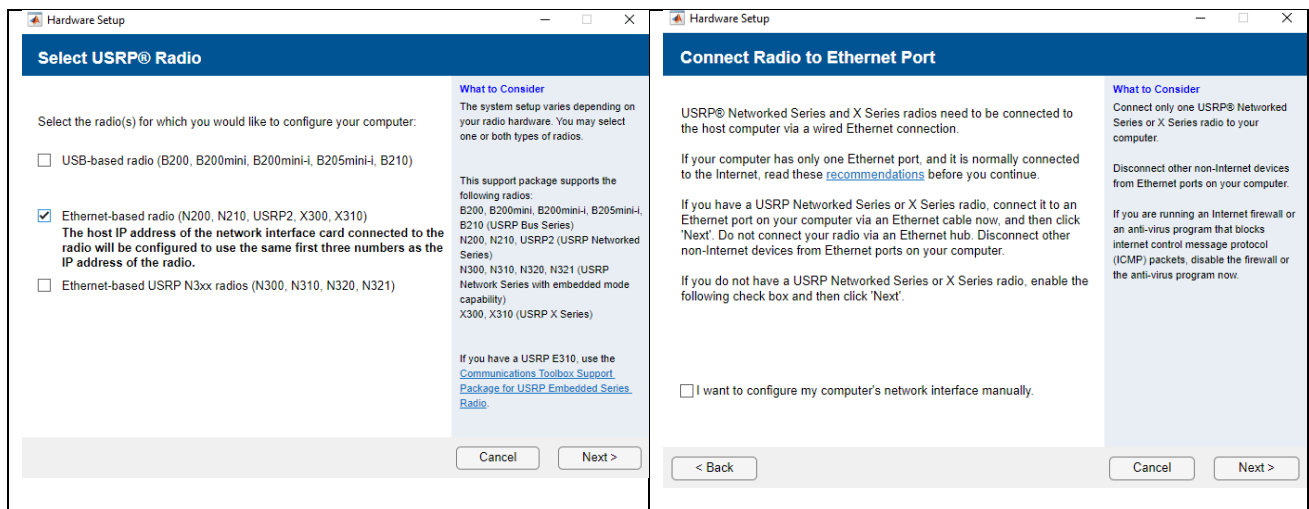 Hardware Setup
Select USRP® Radio
Select the radio(s) for which you would like to configure your computer:
USB-based radio (B200, B200mini, B200mini-i, B205mini-i, B210)
Ethernet-based radio (N200, N210, USRP2, X300, X310)
The host IP address of the network interface card connected to the
radio will be configured to use the same first three numbers as the
IP address of the radio.
Ethernet-based USRP N3xx radios (N300, N310, N320, N321)
What to Consider
The system setup varies depending on
your radio hardware. You may select
one or both types of radios.
This support package supports the
following radios:
B200, B200mini, B200mini-i, B205mini-i,
B210 (USRP Bus Series)
N200, N210, USRP2 (USRP Networked
Series)
N300, N310, N320, N321 (USRP
Network Series with embedded mode
capability)
X300, X310 (USRP X Series)
If you have a USRP E310, use the
Communications Toolbox Support
Package for USRP Embedded Series
Radio.
Cancel
Next >
Hardware Setup
Connect Radio to Ethernet Port
USRP® Networked Series and X Series radios need to be connected to
the host computer via a wired Ethernet connection.
If your computer has only one Ethernet port, and it is normally connected
to the Internet, read these recommendations before you continue.
If you have a USRP Networked Series or X Series radio, connect it to an
Ethernet port on your computer via an Ethernet cable now, and then click
'Next'. Do not connect your radio via an Ethernet hub. Disconnect other
non-Internet devices from Ethernet ports on your computer.
If you do not have a USRP Networked Series or X Series radio, enable the
following check box and then click 'Next'.
I want to configure my computer's network interface manually.
What to Consider
Connect only one USRP® Networked
Series or X Series radio to your
computer.
Disconnect other non-Internet devices
from Ethernet ports on your computer.
If you are running an Internet firewall or
an anti-virus program that blocks
internet control message protocol
(ICMP) packets, disable the firewall or
the anti-virus program now.
< Back
Cancel
Next >